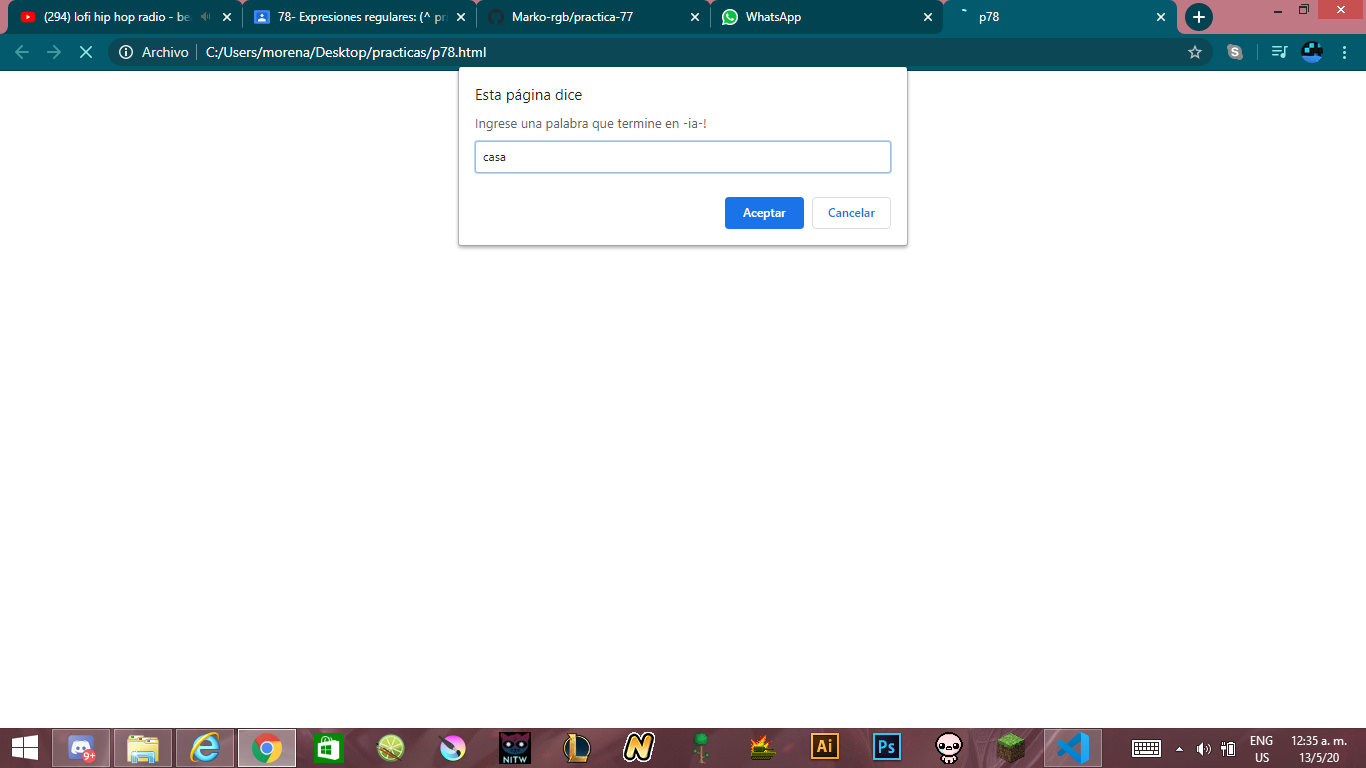 (294) lofi hip hop radio - be
78- Expresiones regulares: (^ pr
Marko-rgb/practica-77
WhatsApp
p78
Archivo
C:/Users/morena/Desktop/practicas/p78.html
Esta página dice
Ingrese una palabra que termine en -ia-!
casa
Aceptar
Cancelar
9+
NITW
L
N
Ai
Ps
ENG
US
12:35 a. m.
13/5/20